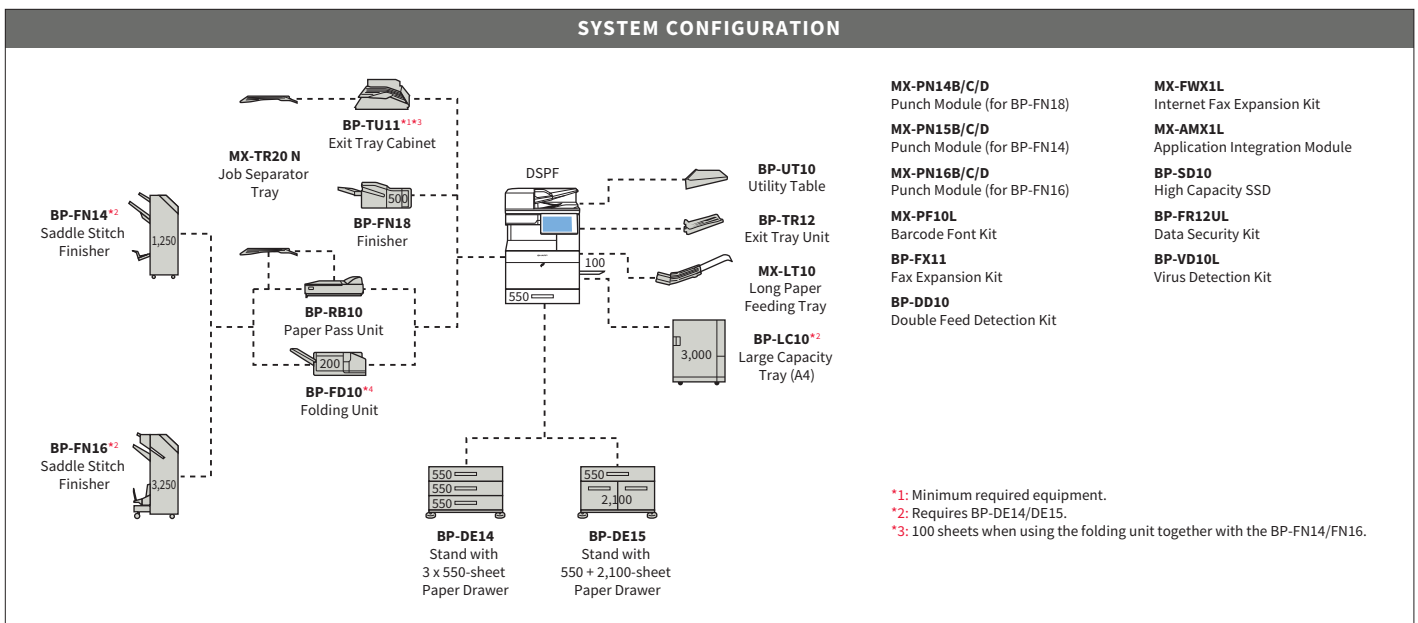 SYSTEM CONFIGURATION
BP-TU11*1*3
Exit Tray Cabinet
MX-TR20 N
Job Separator
Tray
500
BP-FN18
Finisher
BP-FN14*2
Saddle Stitch
Finisher
1,250
BP-RB10
Paper Pass Unit
200
BP-FD10*4
Folding Unit
BP-FN16*2
Saddle Stitch
Finisher
3,250
DSPF
100
550
BP-UT10
Utility Table
BP-TR12
Exit Tray Unit
MX-LT10
Long Paper
Feeding Tray
3,000
BP-LC10*2
Large Capacity
Tray (A4)
550
550
550
BP-DE14
Stand with
3 x 550-sheet
Paper Drawer
550
2,100
BP-DE15
Stand with
550 + 2,100-sheet
Paper Drawer
MX-PN14B/C/D
Punch Module (for BP-FN18)
MX-PN15B/C/D
Punch Module (for BP-FN14)
MX-PN16B/C/D
Punch Module (for BP-FN16)
MX-PF10L
Barcode Font Kit
BP-FX11
Fax Expansion Kit
BP-DD10
Double Feed Detection Kit
MX-FWX1L
Internet Fax Expansion Kit
MX-AMX1L
Application Integration Module
BP-SD10
High Capacity SSD
BP-FR12UL
Data Security Kit
BP-VD10L
Virus Detection Kit
*1: Minimum required equipment.
*2: Requires BP-DE14/DE15.
*3: 100 sheets when using the folding unit together with the BP-FN14/FN16.